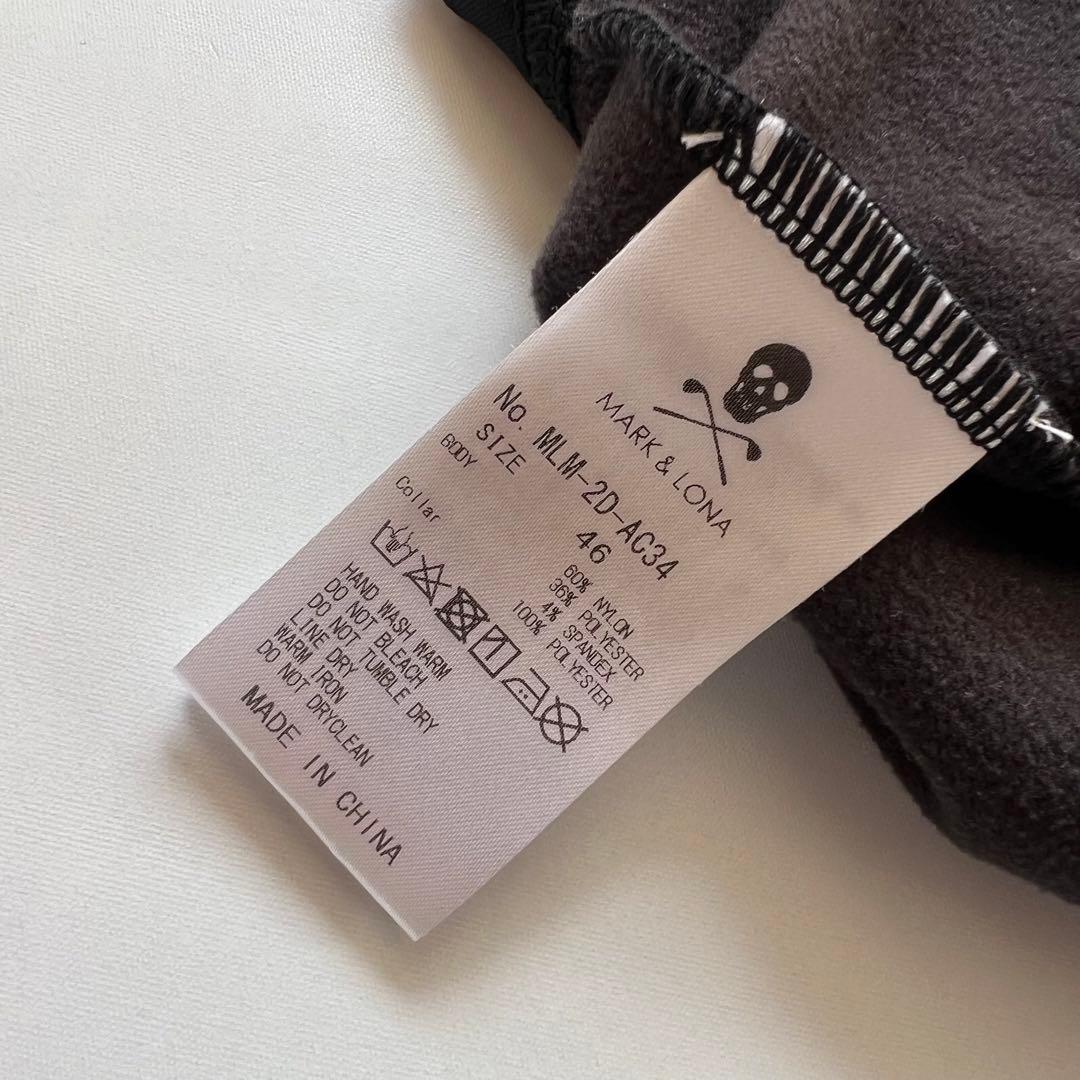 MARK & LONA
No. MLM-2D-AC34
SIZE 46
BODY 60% NYLON
36% POLYESTER
4% SPANDEX
Collar 100% POLYESTER
HAND WASH WARM
DO NOT BLEACH
DO NOT TUMBLE DRY
LINE DRY
WARM IRON
DO NOT DRYCLEAN
MADE IN CHINA